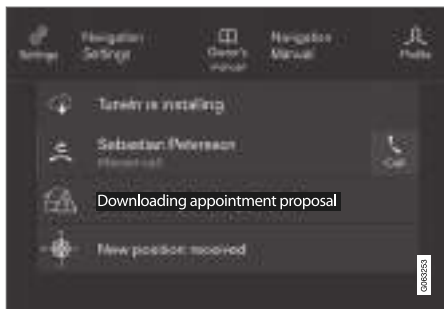 Settings
Navigation Settings
Owner's manual
Navigation Manual
Profile
TuneIn is installing
Sebastian Petersson
Missed call
Call
Downloading appointment proposal
New position received
G063253